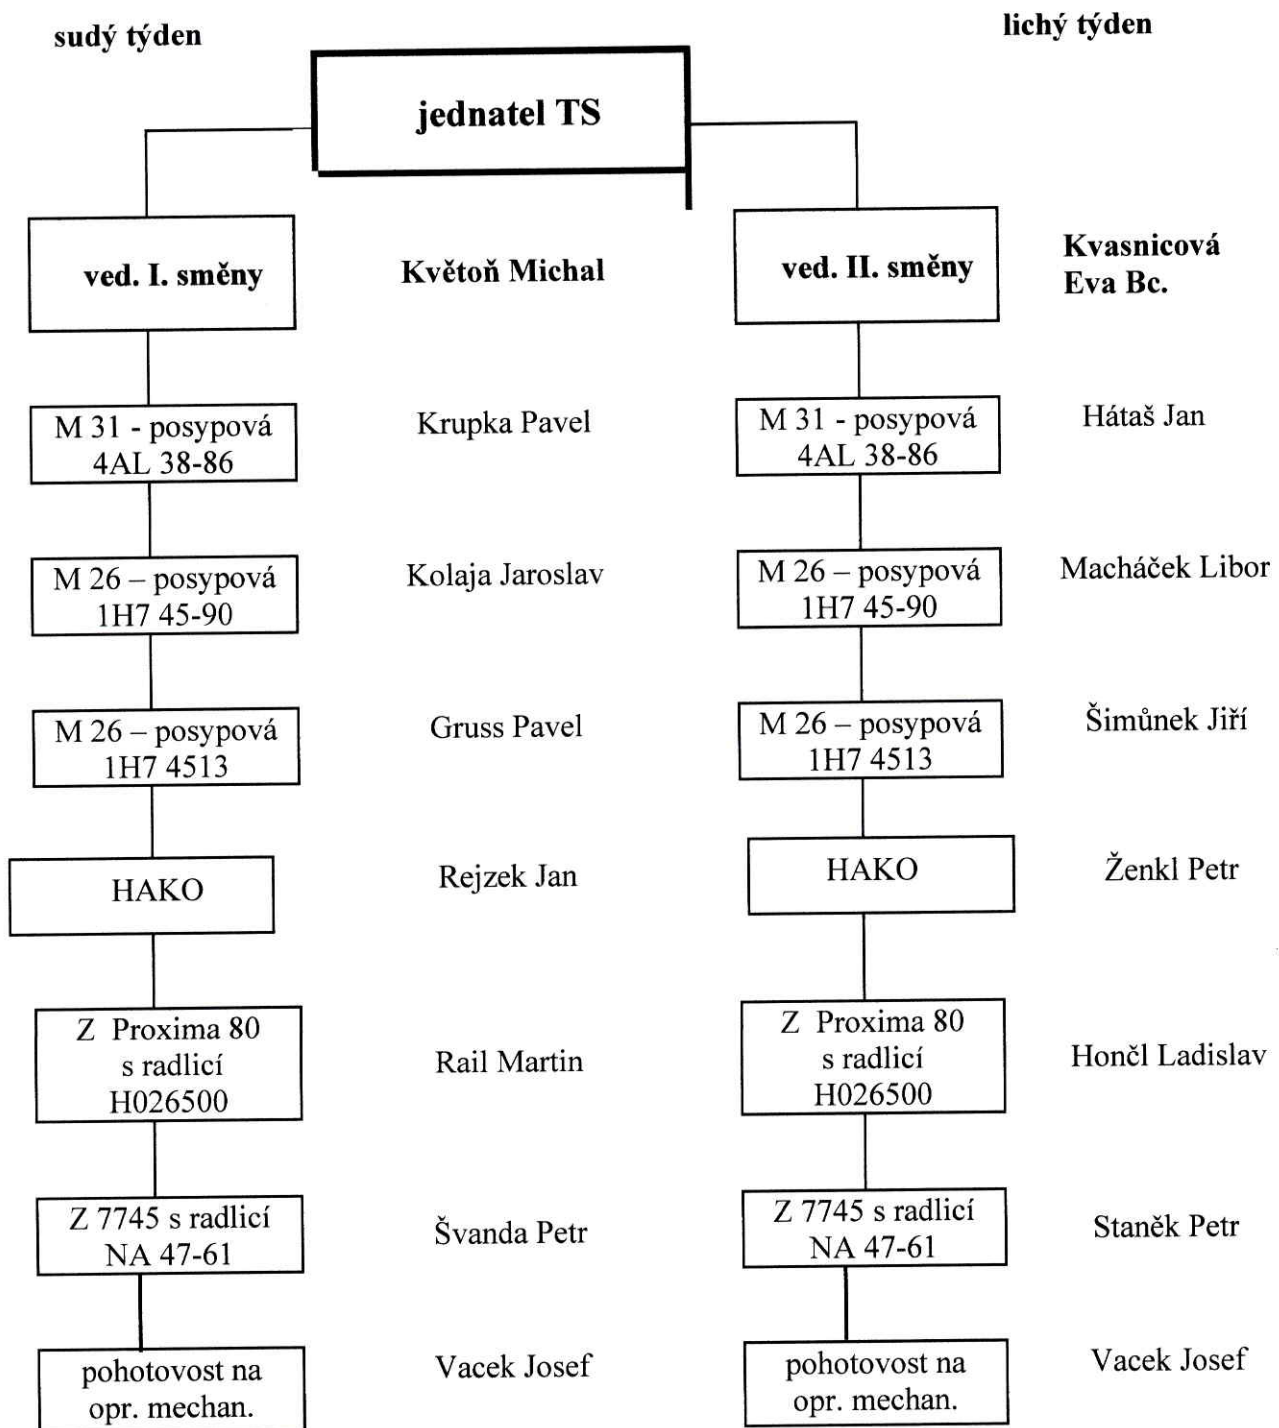 sudý týden
lichý týden
jednatel TS
ved. I. směny
Květoň Michal
ved. II. směny
Kvasnicová
Eva Bc.
M 31 - posypová
4AL 38-86
Krupka Pavel
M 31 - posypová
4AL 38-86
Hátaš Jan
M 26 – posypová
1H7 45-90
Kolaja Jaroslav
M 26 – posypová
1H7 45-90
Macháček Libor
M 26 – posypová
1H7 4513
Gruss Pavel
M 26 – posypová
1H7 4513
Šimůnek Jiří
HAKO
Rejzek Jan
HAKO
Ženkl Petr
Z Proxima 80
s radlicí
H026500
Rail Martin
Z Proxima 80
s radlicí
H026500
Hončl Ladislav
Z 7745 s radlicí
NA 47-61
Švanda Petr
Z 7745 s radlicí
NA 47-61
Staněk Petr
pohotovost na
opr. mechan.
Vacek Josef
pohotovost na
opr. mechan.
Vacek Josef